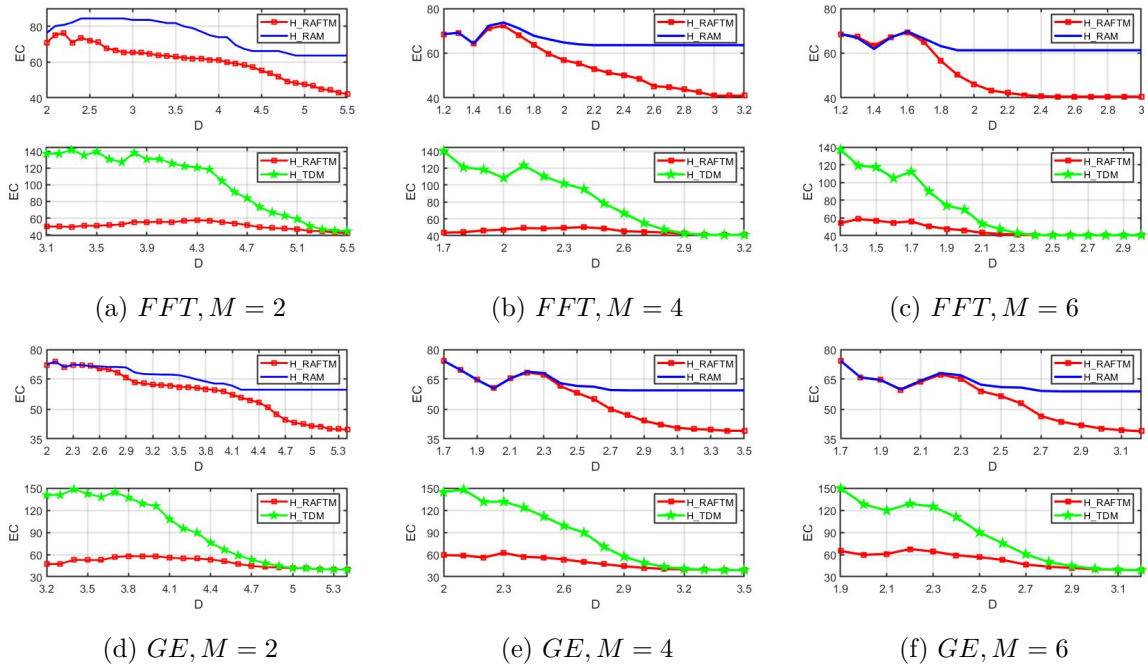 80
60
40
EC
2 2.5 3 3.5 4 4.5 5 5.5
D
H_RAFTM
H_RAM
80
60
40
EC
1.2 1.4 1.6 1.8 2 2.2 2.4 2.6 2.8 3 3.2
D
H_RAFTM
H_RAM
80
60
40
EC
1.2 1.4 1.6 1.8 2 2.2 2.4 2.6 2.8 3
D
H_RAFTM
H_RAM
140
120
100
80
60
40
EC
3.1 3.5 3.9 4.3 4.7 5.1 5.5
D
H_RAFTM
H_TDM
140
120
100
80
60
40
EC
1.7 2 2.3 2.6 2.9 3.2
D
H_RAFTM
H_TDM
140
120
100
80
60
40
EC
1.3 1.5 1.7 1.9 2.1 2.3 2.5 2.7 2.9
D
H_RAFTM
H_TDM
(a) FFT, M = 2
(b) FFT, M = 4
(c) FFT, M = 6
80
65
50
35
EC
2 2.3 2.6 2.9 3.2 3.5 3.8 4.1 4.4 4.7 5 5.3
D
H_RAFTM
H_RAM
80
65
50
35
EC
1.7 1.9 2.1 2.3 2.5 2.7 2.9 3.1 3.3 3.5
D
H_RAFTM
H_RAM
80
65
50
35
EC
1.7 1.9 2.1 2.3 2.5 2.7 2.9 3.1
D
H_RAFTM
H_RAM
150
120
90
60
30
EC
3.2 3.5 3.8 4.1 4.4 4.7 5 5.3
D
H_RAFTM
H_TDM
150
120
90
60
30
EC
2 2.3 2.6 2.9 3.2 3.5
D
H_RAFTM
H_TDM
150
120
90
60
30
EC
1.9 2.1 2.3 2.5 2.7 2.9 3.1
D
H_RAFTM
H_TDM
(d) GE, M = 2
(e) GE, M = 4
(f) GE, M = 6